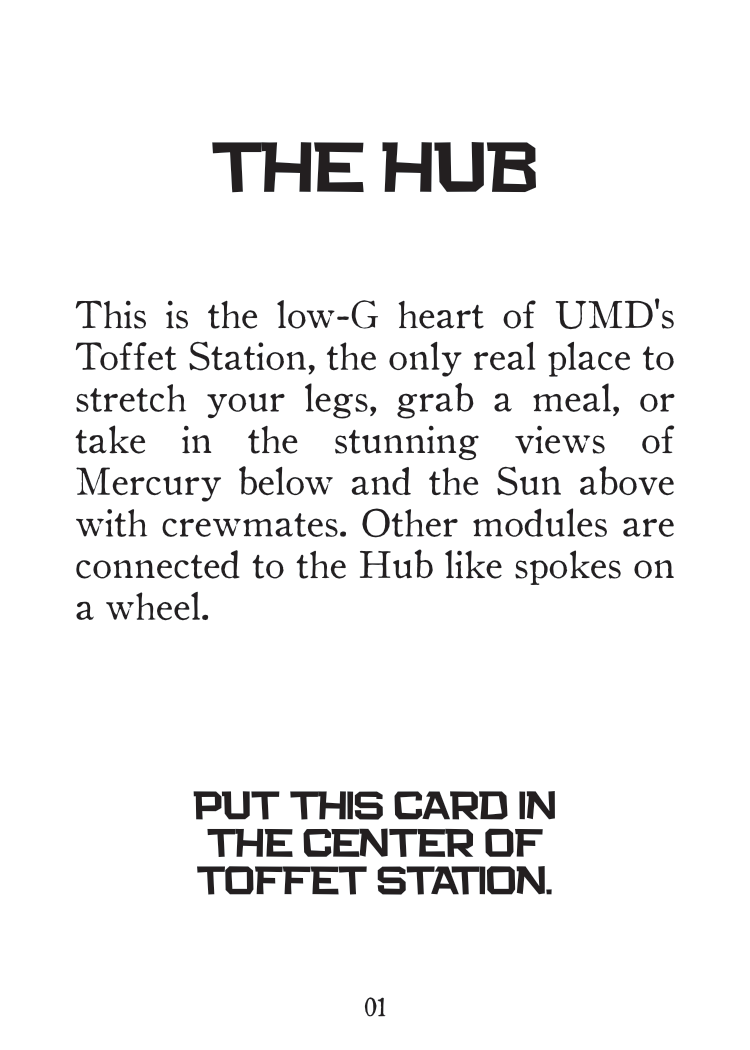 THE HUB
This is the low-G heart of UMD's
Toffet Station, the only real place to
stretch your legs, grab a meal, or
take in the stunning views of
Mercury below and the Sun above
with crewmates. Other modules are
connected to the Hub like spokes on
a wheel.
PUT THIS CARD IN
THE CENTER OF
TOFFET STATION.
01